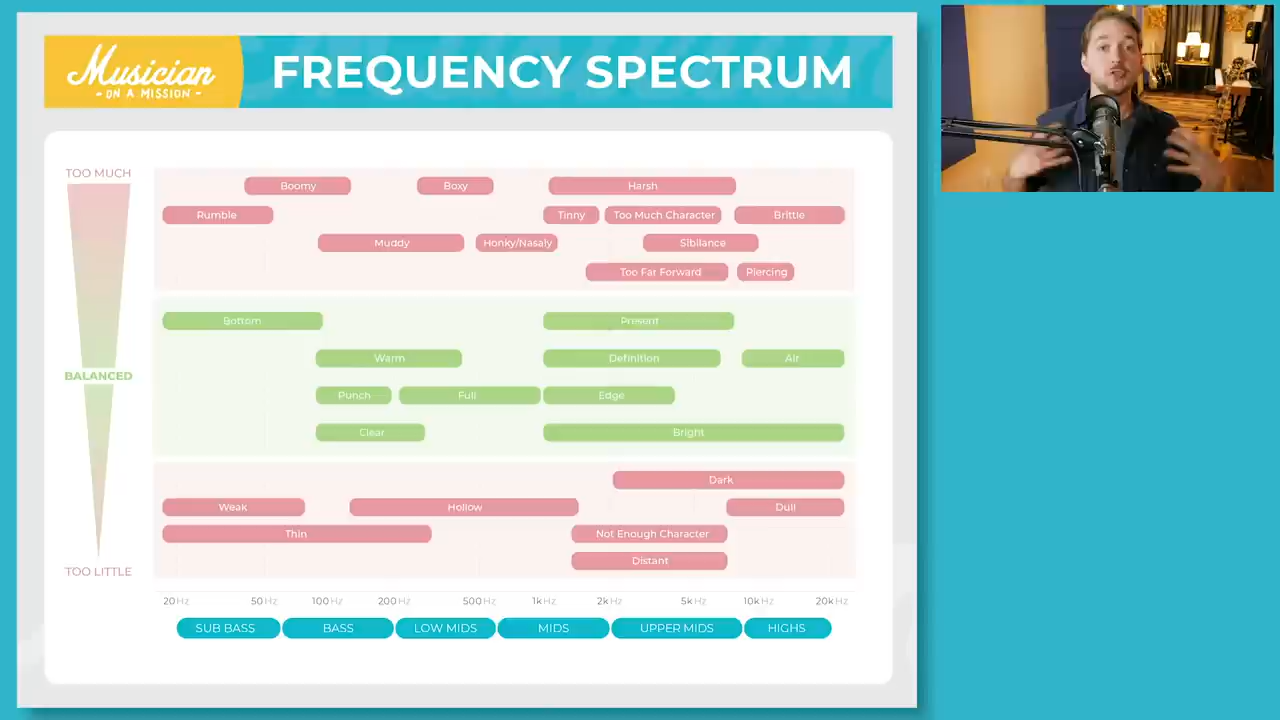 Musician
- ON A MISSION -
FREQUENCY SPECTRUM
TOO MUCH
Boomy
Boxy
Harsh
Rumble
Tinny
Too Much Character
Brittle
Muddy
Honky/Nasaly
Sibilance
Too Far Forward
Piercing
Bottom
Present
Warm
Definition
Air
BALANCED
Punch
Full
Edge
Clear
Bright
Dark
Weak
Hollow
Dull
Thin
Not Enough Character
Distant
TOO LITTLE
20 Hz 50 Hz 100 Hz 200 Hz 500 Hz 1k Hz 2k Hz 5k Hz 10k Hz 20k Hz
SUB BASS BASS LOW MIDS MIDS UPPER MIDS HIGHS